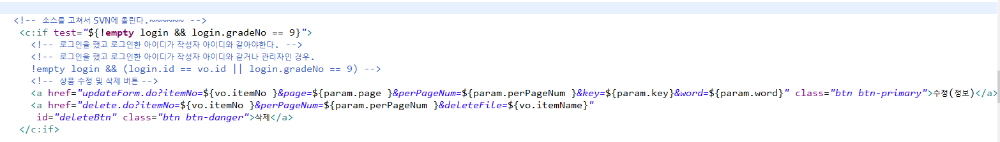 <!-- 소스를 고쳐서 SVN에 올린다.~~~~~~ -->
<c:if test="${!empty login && login.gradeNo == 9}">
<!-- 로그인을 했고 로그인한 아이디가 작성자 아이디와 같아야한다. -->
<!-- 로그인을 했고 로그인한 아이디가 작성자 아이디와 같거나 관리자인 경우.
!empty login && (login.id == vo.id || login.gradeNo == 9) -->
<!-- 상품 수정 및 삭제 버튼 -->
<a href="updateForm.do?itemNo=${vo.itemNo }&page=${param.page }&perPageNum=${param.perPageNum }&key=${param.key}&word=${param.word}" class="btn btn-primary">수정(정보)</a>
<a href="delete.do?itemNo=${vo.itemNo }&perPageNum=${param.perPageNum }&deleteFile=${vo.itemName}"
id="deleteBtn" class="btn btn-danger">삭제</a>
</c:if>